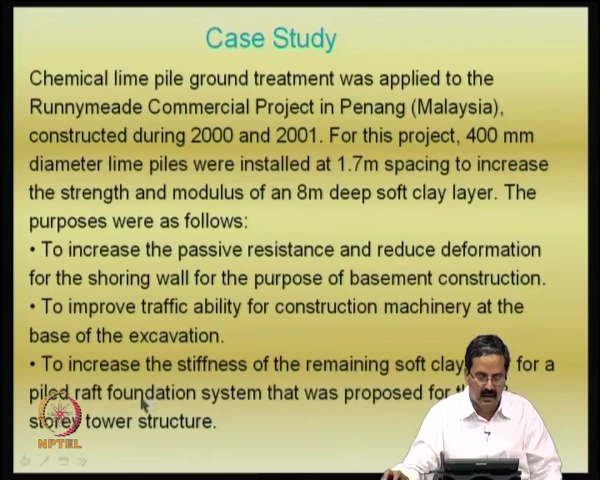 Case Study
Chemical lime pile ground treatment was applied to the
Runnymeade Commercial Project in Penang (Malaysia),
constructed during 2000 and 2001. For this project, 400 mm
diameter lime piles were installed at 1.7m spacing to increase
the strength and modulus of an 8m deep soft clay layer. The
purposes were as follows:
• To increase the passive resistance and reduce deformation
for the shoring wall for the purpose of basement construction.
• To improve traffic ability for construction machinery at the
base of the excavation.
• To increase the stiffness of the remaining soft clay for a
piled raft foundation system that was proposed for
storey tower structure.
NPTEL